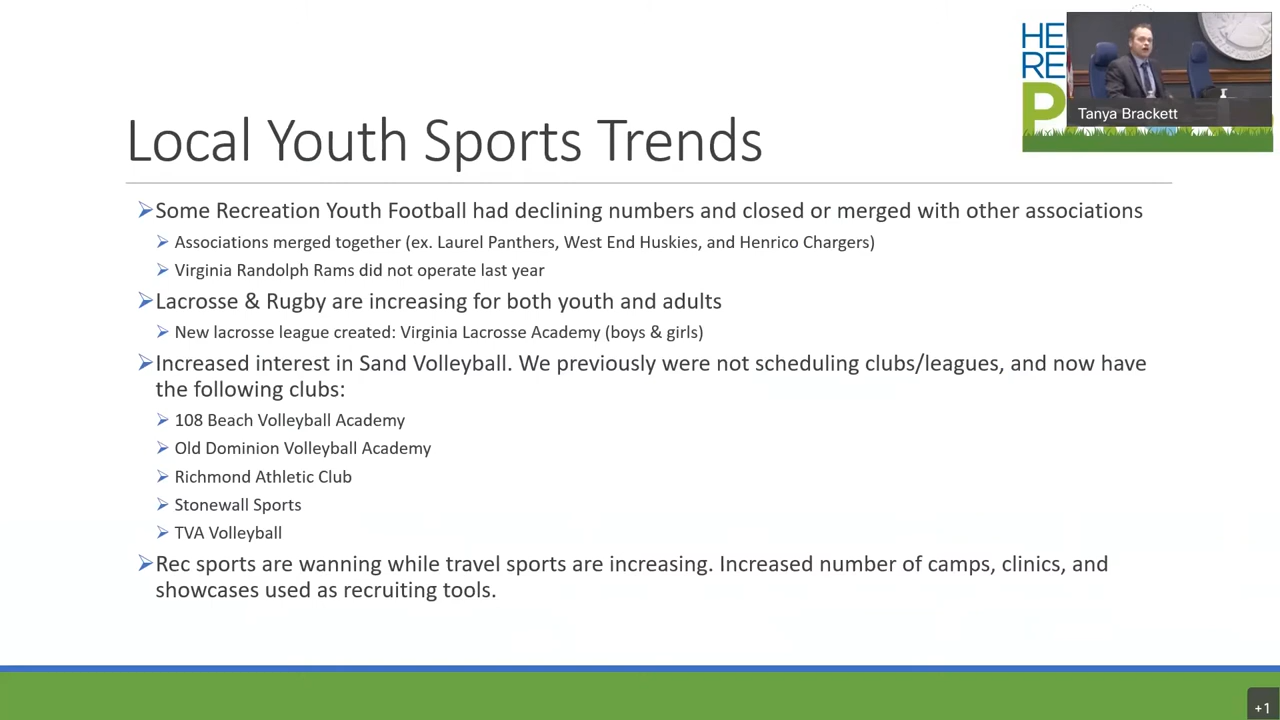 HE
RE
P
Tanya Brackett
Local Youth Sports Trends
Some Recreation Youth Football had declining numbers and closed or merged with other associations
Associations merged together (ex. Laurel Panthers, West End Huskies, and Henrico Chargers)
Virginia Randolph Rams did not operate last year
Lacrosse & Rugby are increasing for both youth and adults
New lacrosse league created: Virginia Lacrosse Academy (boys & girls)
Increased interest in Sand Volleyball. We previously were not scheduling clubs/leagues, and now have
the following clubs:
108 Beach Volleyball Academy
Old Dominion Volleyball Academy
Richmond Athletic Club
Stonewall Sports
TVA Volleyball
Rec sports are wanning while travel sports are increasing. Increased number of camps, clinics, and
showcases used as recruiting tools.
+1